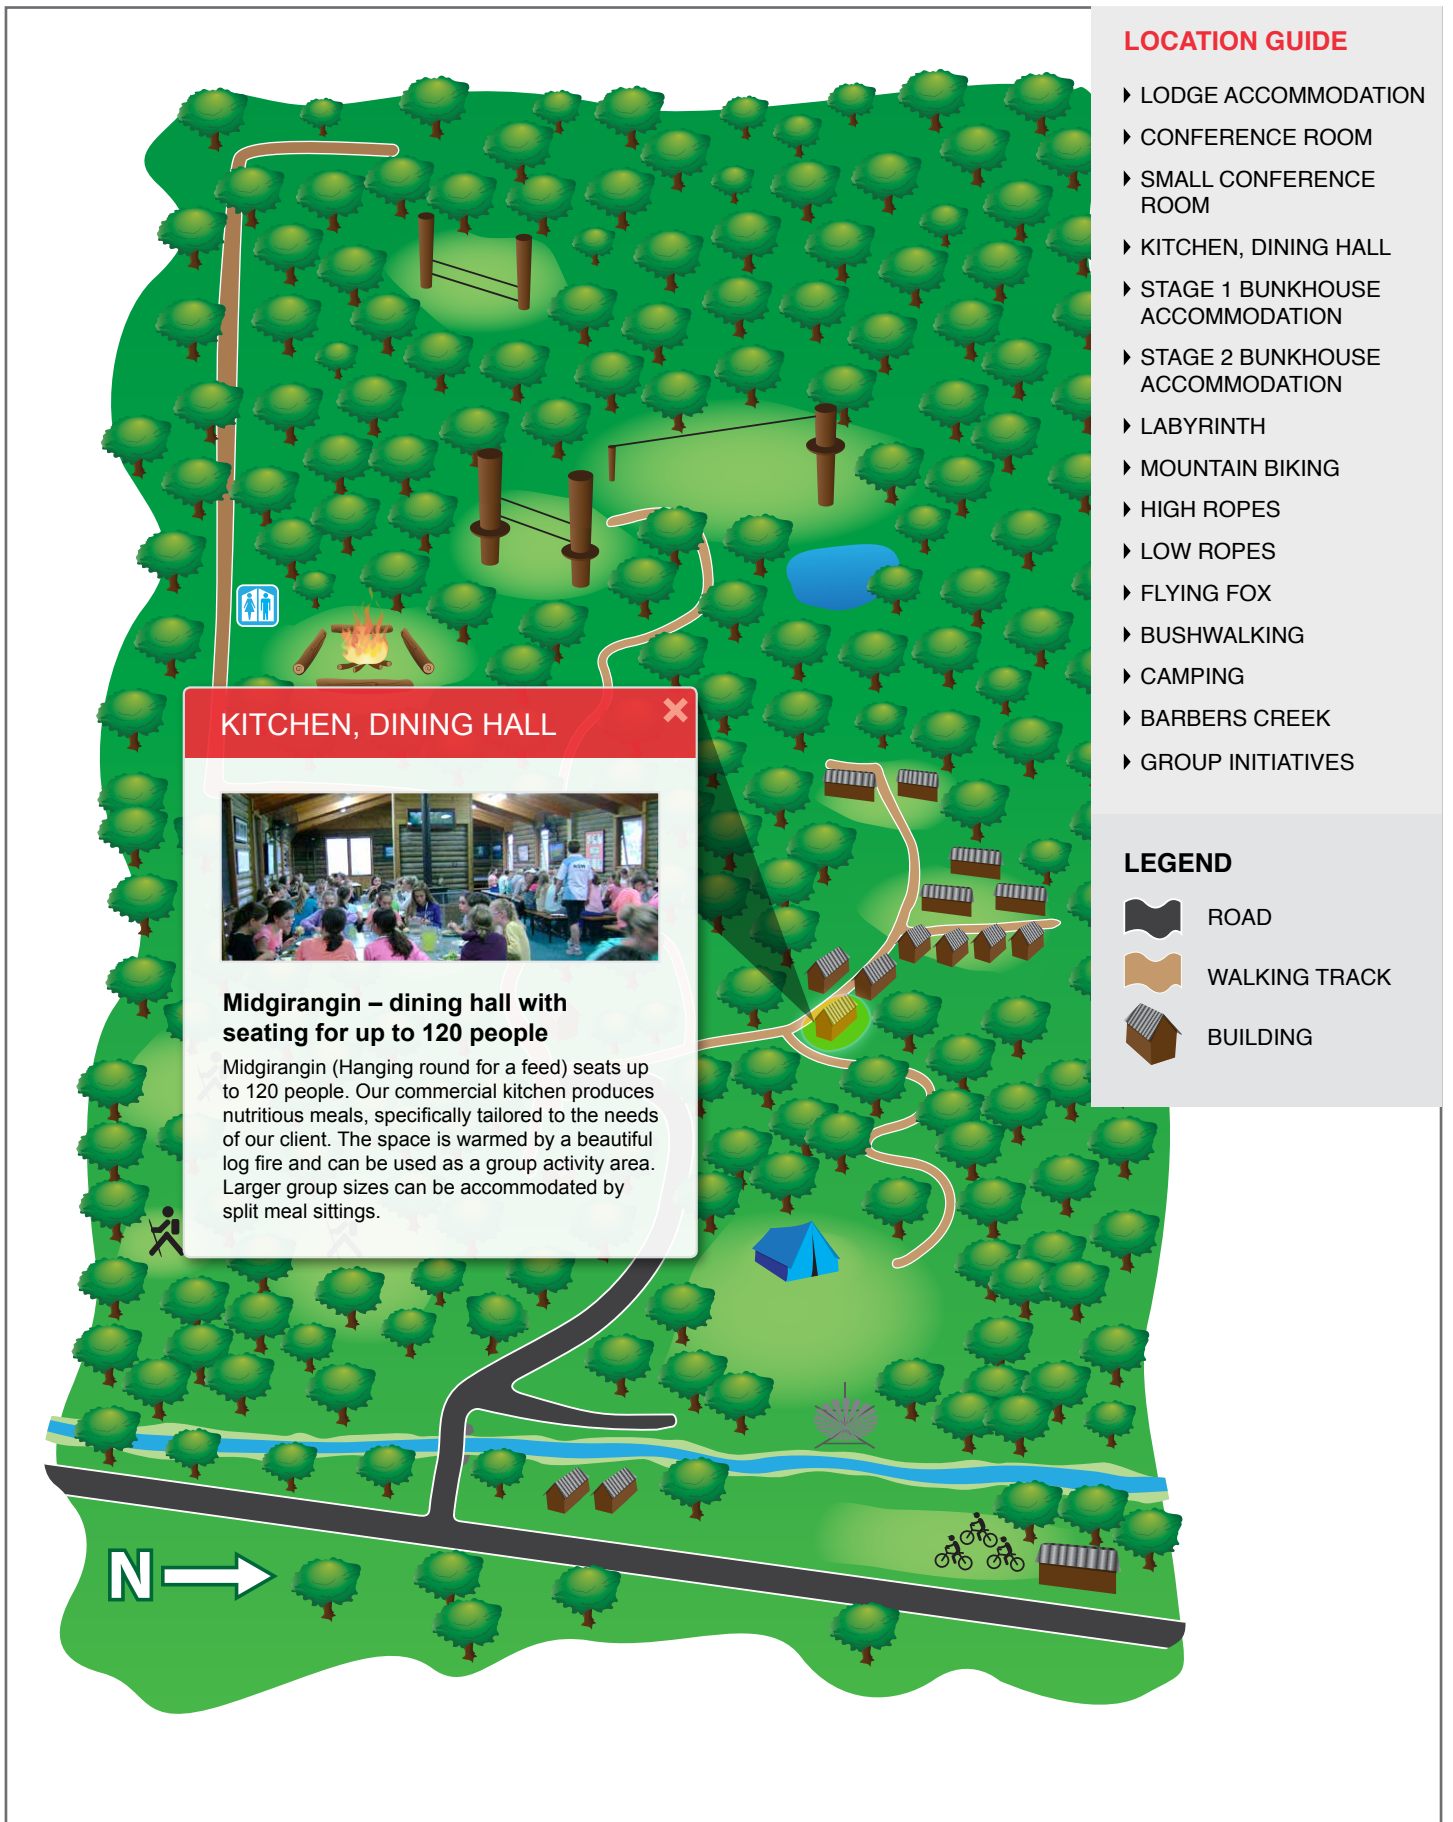 LOCATION GUIDE
LODGE ACCOMMODATION
CONFERENCE ROOM
SMALL CONFERENCE
ROOM
KITCHEN, DINING HALL
STAGE 1 BUNKHOUSE
ACCOMMODATION
STAGE 2 BUNKHOUSE
ACCOMMODATION
LABYRINTH
MOUNTAIN BIKING
HIGH ROPES
LOW ROPES
FLYING FOX
BUSHWALKING
CAMPING
BARBERS CREEK
GROUP INITIATIVES
LEGEND
ROAD
WALKING TRACK
BUILDING
KITCHEN, DINING HALL
Midgirangin – dining hall with
seating for up to 120 people
Midgirangin (Hanging round for a feed) seats up
to 120 people. Our commercial kitchen produces
nutritious meals, specifically tailored to the needs
of our client. The space is warmed by a beautiful
log fire and can be used as a group activity area.
Larger group sizes can be accommodated by
split meal sittings.
N